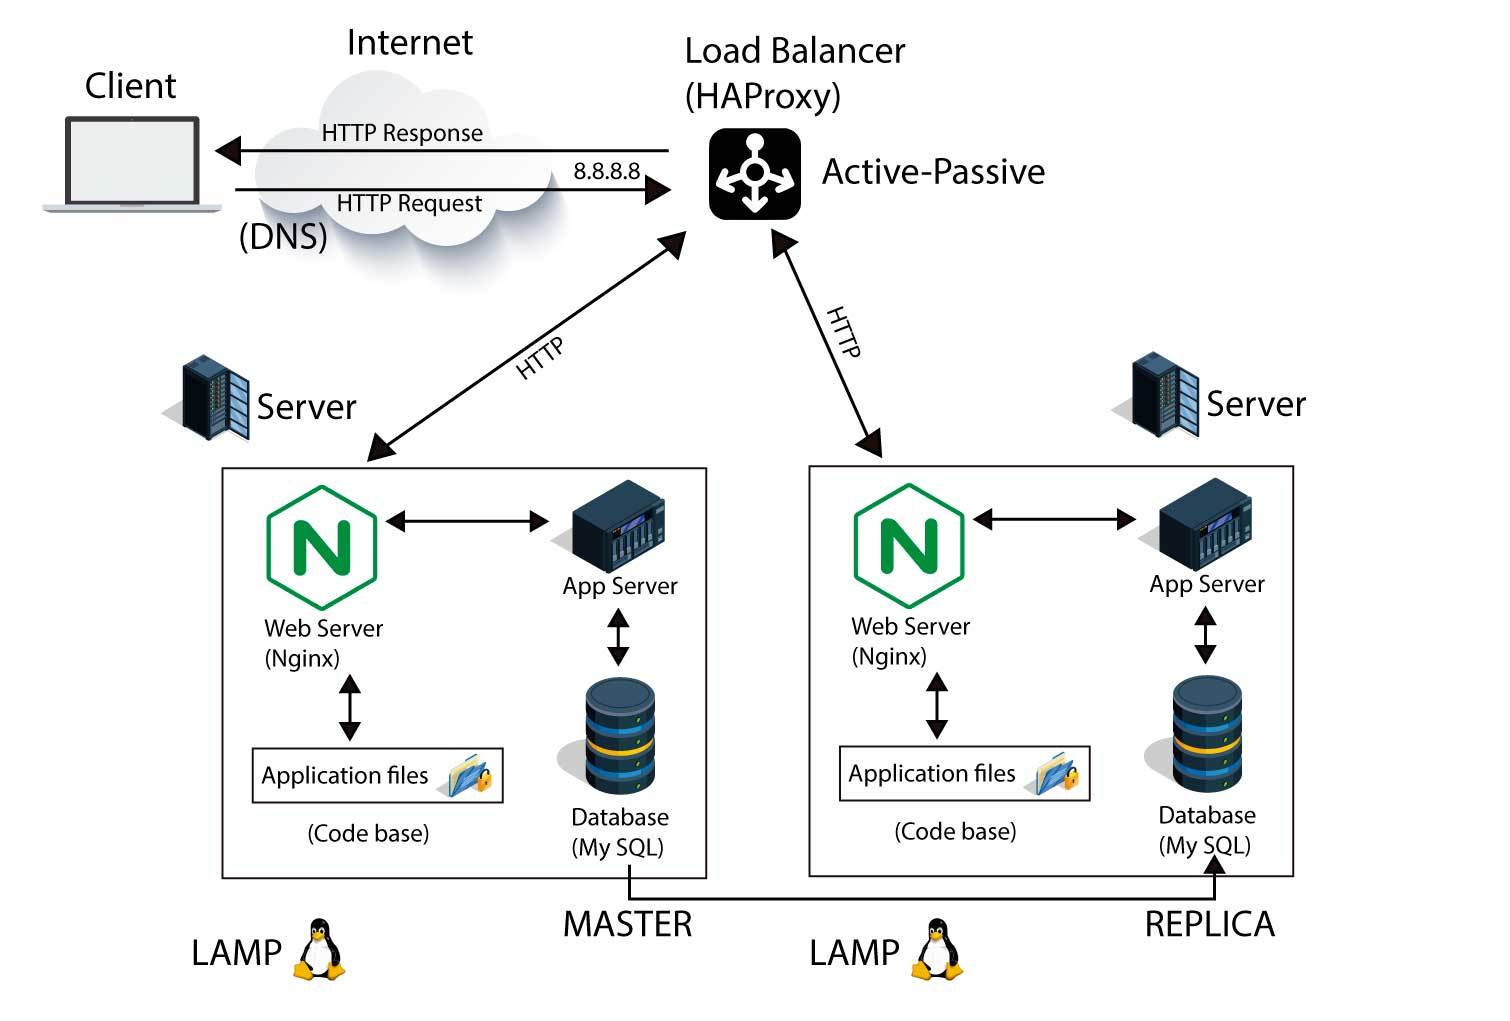 Internet
Client
Load Balancer
(HAProxy)
HTTP Response
8.8.8.8
Active-Passive
HTTP Request
(DNS)
HTTP
HTTP
Server
Server
App Server
Web Server
(Nginx)
Application files
(Code base)
Database
(My SQL)
App Server
Web Server
(Nginx)
Application files
(Code base)
Database
(My SQL)
MASTER
REPLICA
LAMP
LAMP